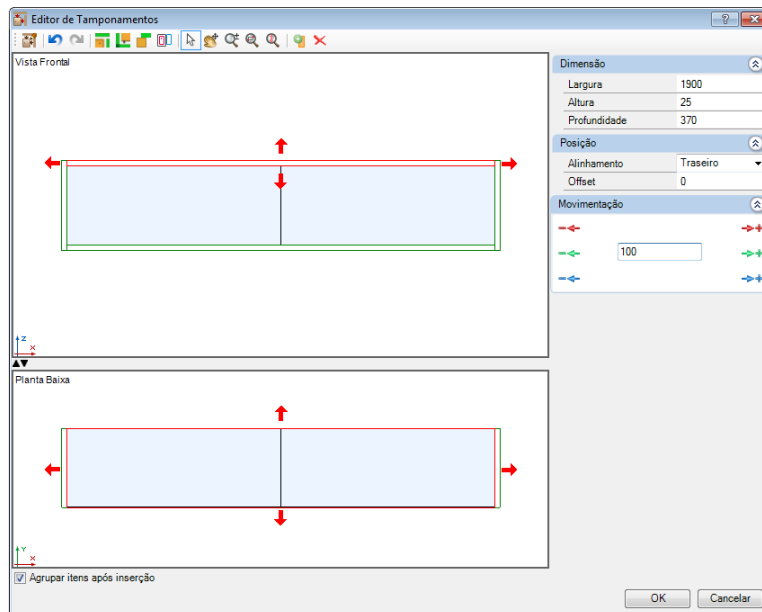 Editor de Tamponamentos
Vista Frontal
Z
X
Planta Baixa
Y
X
Agrupar itens após inserção
Dimensão
Largura 1900
Altura 25
Profundidade 370
Posição
Alinhamento Traseiro
Offset 0
Movimentação
100
OK Cancelar